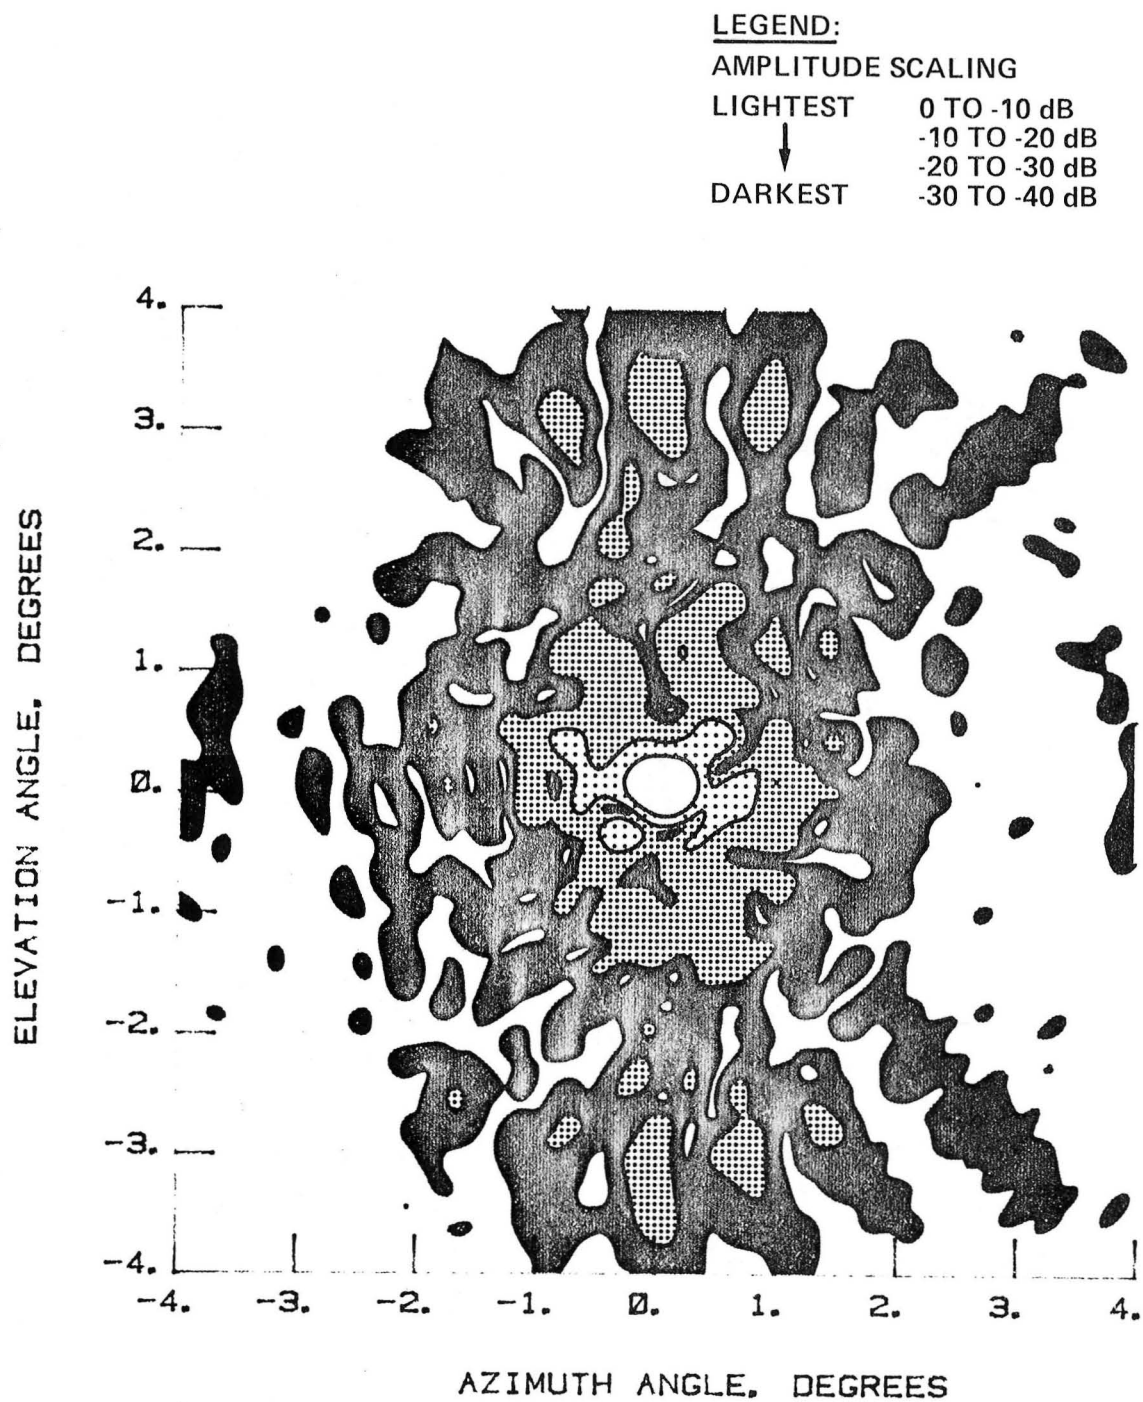 LEGEND:
AMPLITUDE SCALING
LIGHTEST 0 TO -10 dB
-10 TO -20 dB
-20 TO -30 dB
DARKEST -30 TO -40 dB
4.
3.
2.
1.
0.
-1.
-2.
-3.
-4.
ELEVATION ANGLE, DEGREES
-4. -3. -2. -1. 0. 1. 2. 3. 4.
AZIMUTH ANGLE, DEGREES